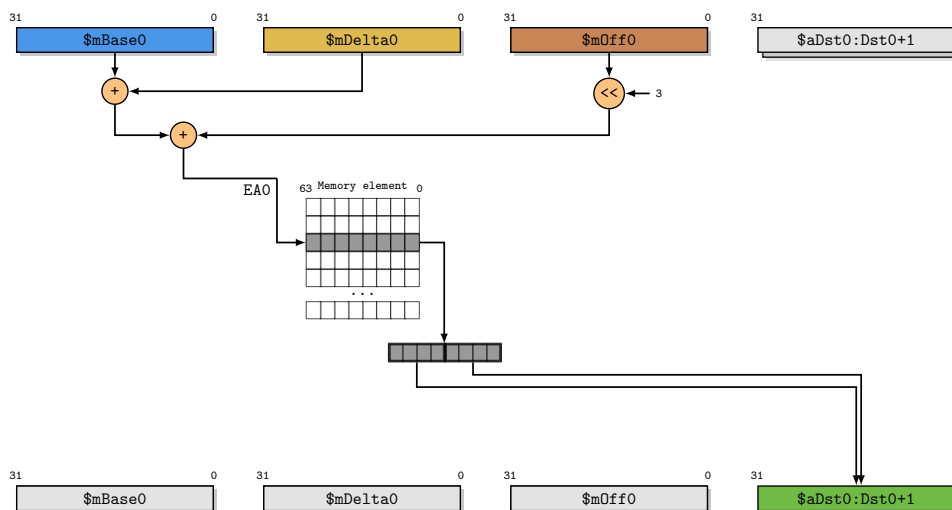 31 0 31 0 31 0 31
$mBase0 $mDelta0 $mOff0 $aDst0:Dst0+1
+ << 3
+
EA0
63 Memory element 0
...
31 0 31 0 31 0 31
$mBase0 $mDelta0 $mOff0 $aDst0:Dst0+1